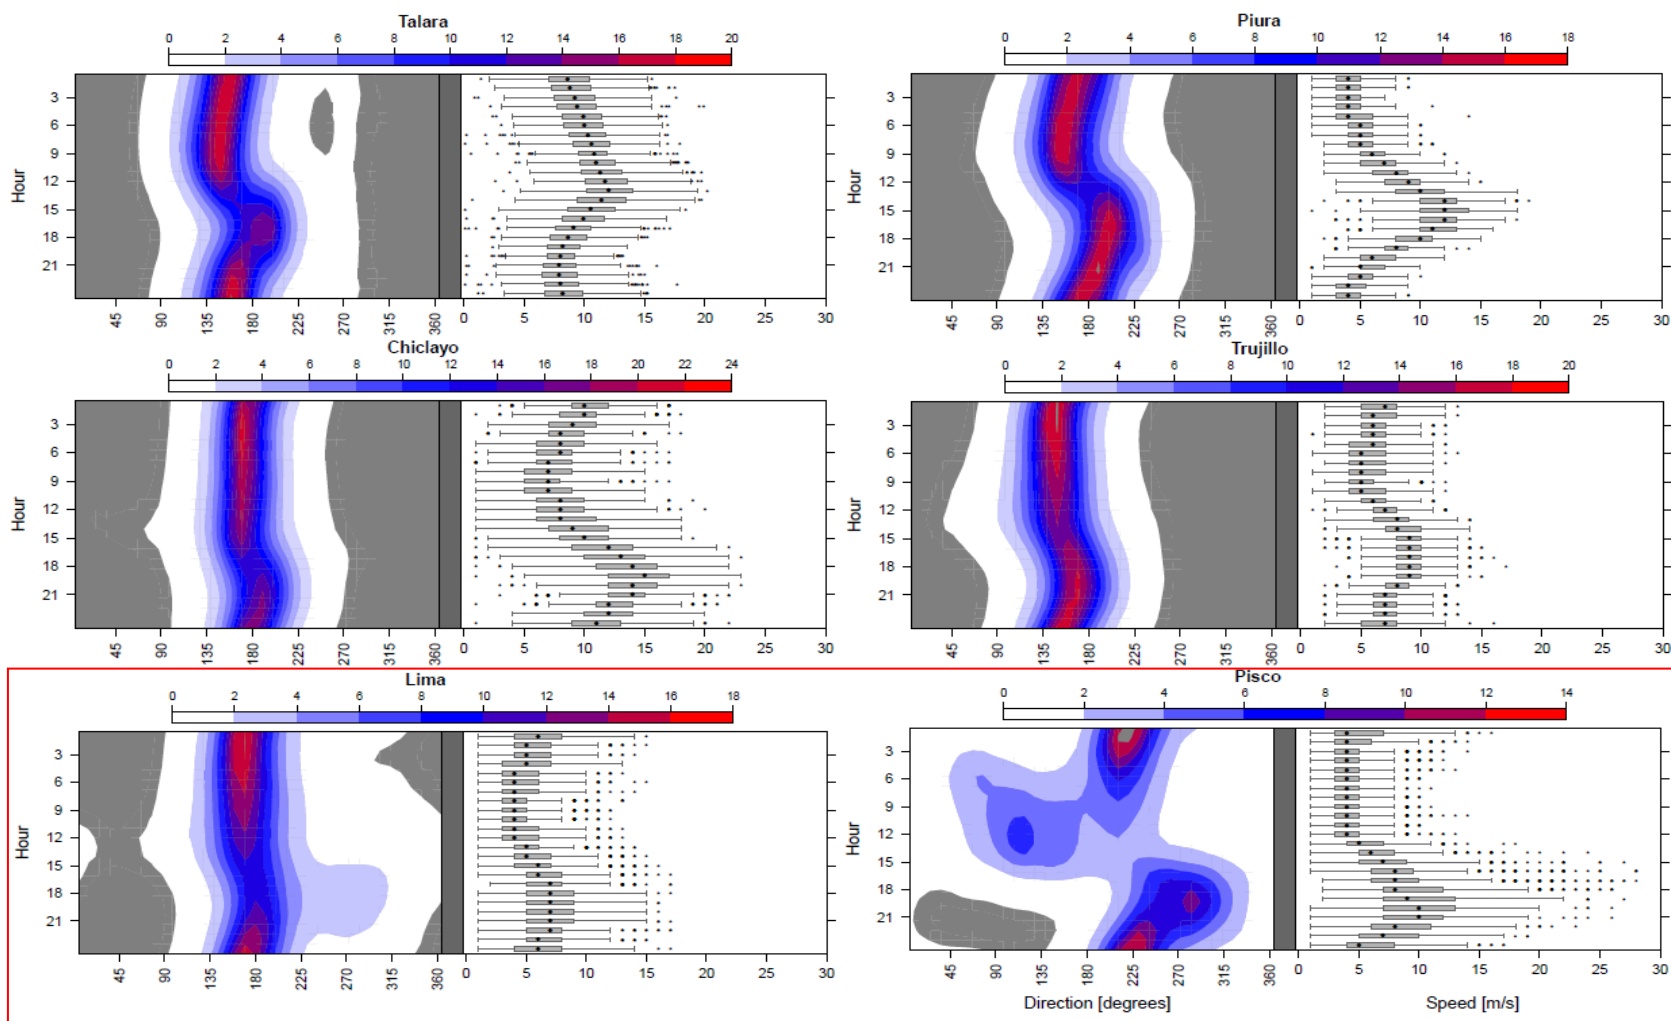 Talara
0 2 4 6 8 10 12 14 16 18 20
Hour
3
6
9
12
15
18
21
45 90 135 180 225 270 315 360
0 5 10 15 20 25 30
Piura
0 2 4 6 8 10 12 14 16 18
Hour
3
6
9
12
15
18
21
45 90 135 180 225 270 315 360
0 5 10 15 20 25 30
Chiclayo
0 2 4 6 8 10 12 14 16 18 20 22 24
Hour
3
6
9
12
15
18
21
45 90 135 180 225 270 315 360
0 5 10 15 20 25 30
Trujillo
0 2 4 6 8 10 12 14 16 18 20
Hour
3
6
9
12
15
18
21
45 90 135 180 225 270 315 360
0 5 10 15 20 25 30
Lima
0 2 4 6 8 10 12 14 16 18
Hour
3
6
9
12
15
18
21
45 90 135 180 225 270 315 360
0 5 10 15 20 25 30
Pisco
0 2 4 6 8 10 12 14
Hour
3
6
9
12
15
18
21
45 90 135 180 225 270 315 360
0 5 10 15 20 25 30
Direction [degrees]
Speed [m/s]